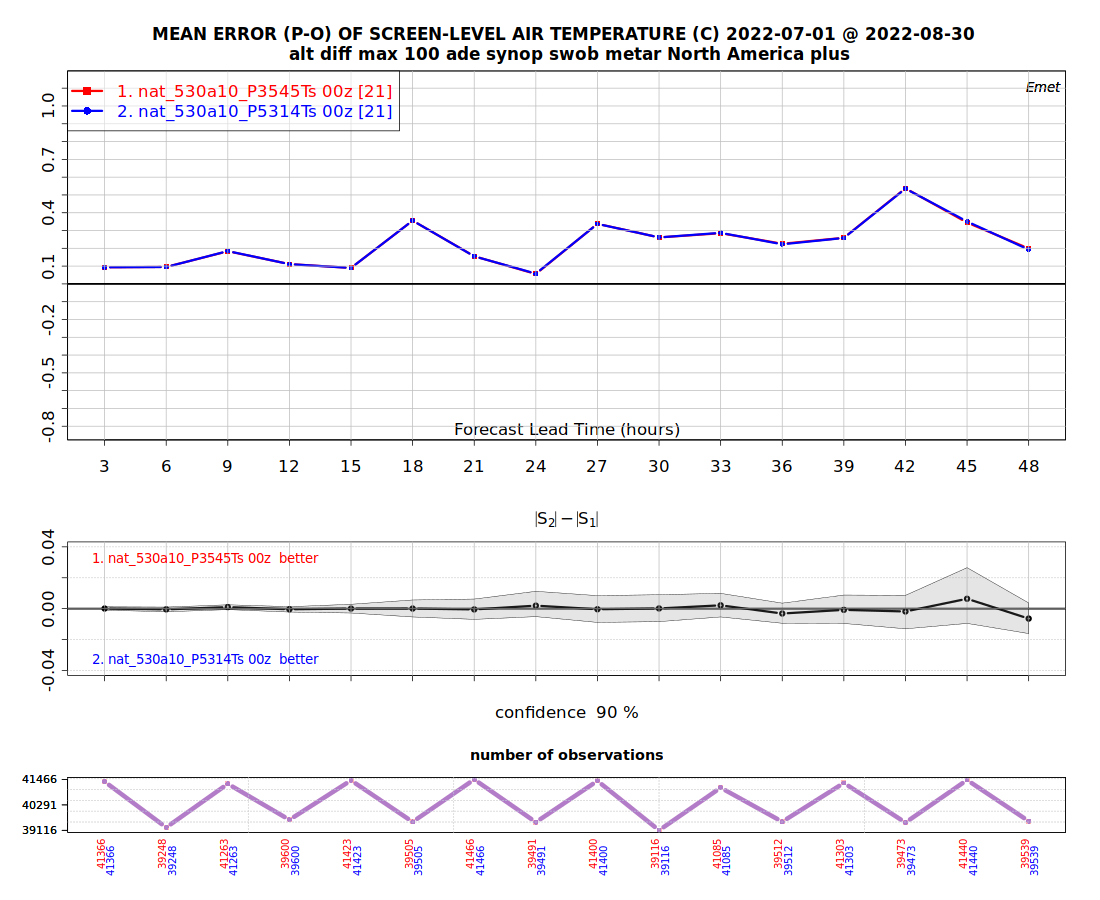 MEAN ERROR (P-O) OF SCREEN-LEVEL AIR TEMPERATURE (C) 2022-07-01 @ 2022-08-30
alt diff max 100 ade synop swob metar North America plus
1. nat_530a10_P3545Ts 00z [21]
2. nat_530a10_P5314Ts 00z [21]
Emet
1.0
0.7
0.4
0.1
-0.2
-0.5
-0.8
Forecast Lead Time (hours)
3 6 9 12 15 18 21 24 27 30 33 36 39 42 45 48
|S2| − |S1|
0.04
0.00
-0.04
1. nat_530a10_P3545Ts 00z better
2. nat_530a10_P5314Ts 00z better
confidence 90 %
number of observations
41466
40291
39116
41366 39248 41263 39600 41423 39505 41466 39491 41400 39116 41085 39512 41303 39473 41440 39539
41366 39248 41263 39600 41423 39505 41466 39491 41400 39116 41085 39512 41303 39473 41440 39539